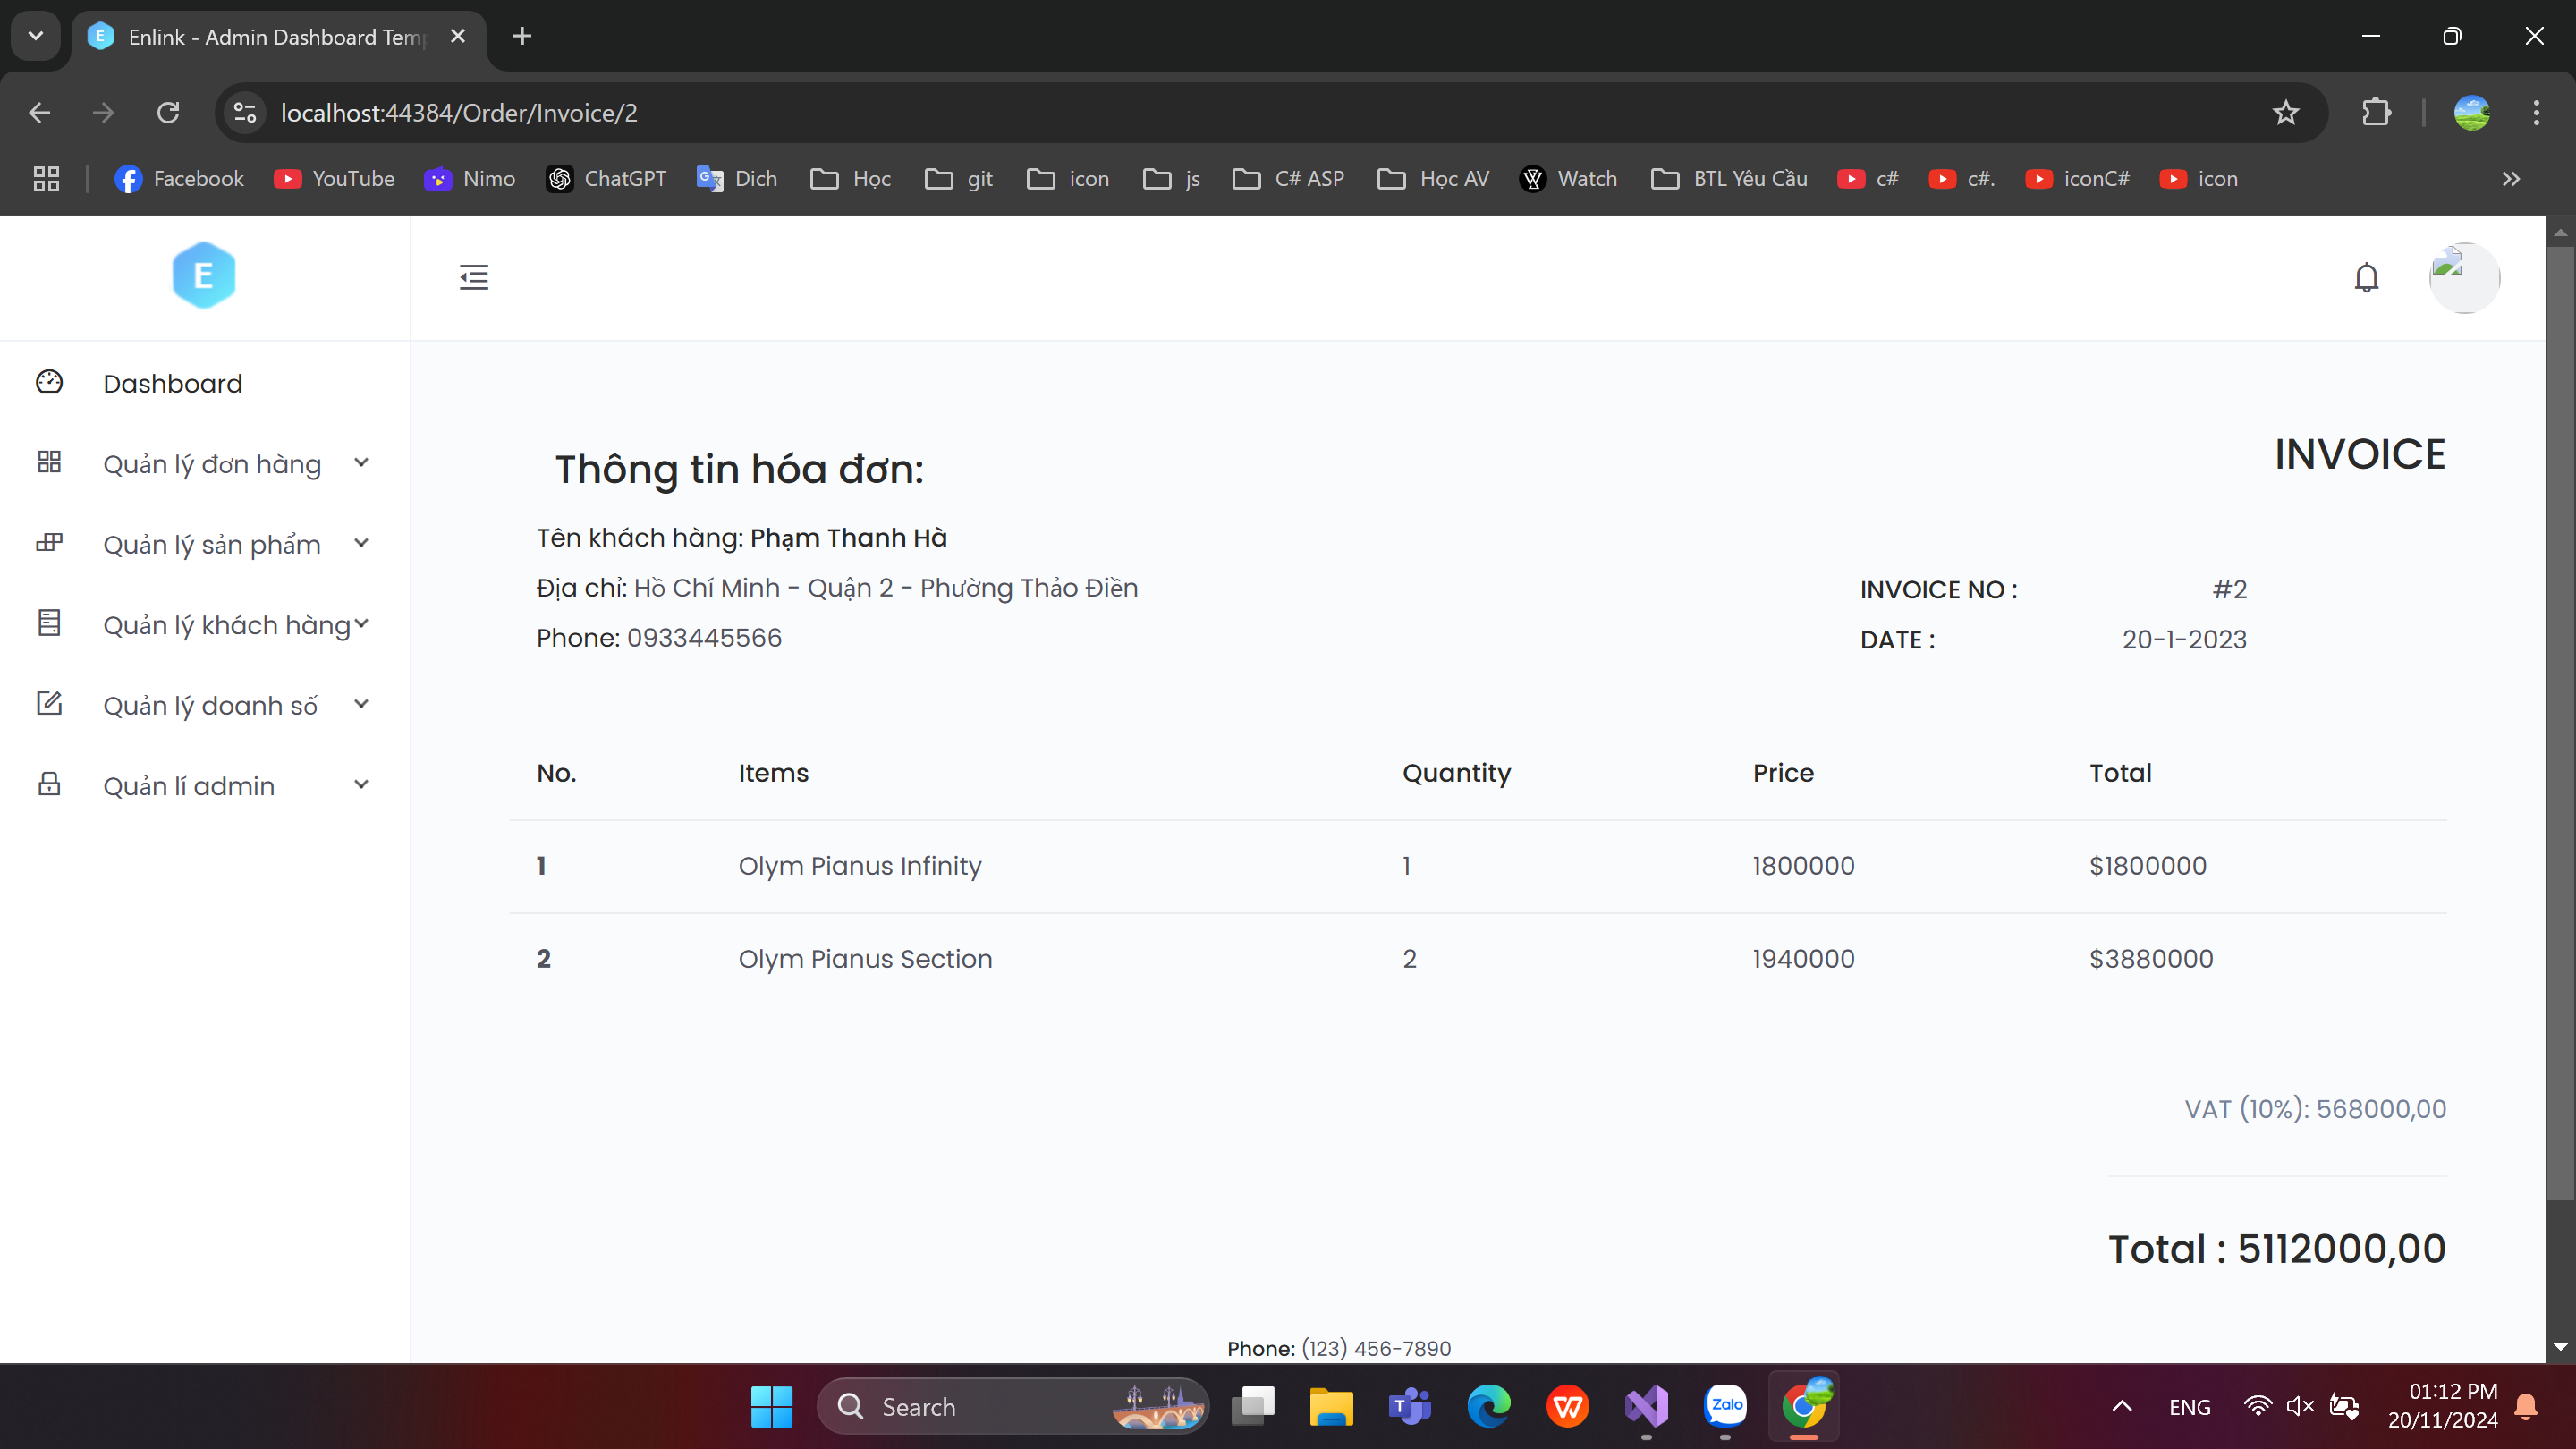 Enlink - Admin Dashboard Temp
localhost:44384/Order/Invoice/2
Facebook YouTube Nimo ChatGPT Dich Học git icon js C# ASP Học AV Watch BTL Yêu Cầu c# c#. iconC# icon
E
Dashboard
Quản lý đơn hàng
Quản lý sản phẩm
Quản lý khách hàng
Quản lý doanh số
Quản lí admin
INVOICE
Thông tin hóa đơn:
Tên khách hàng: Phạm Thanh Hà
Địa chỉ: Hồ Chí Minh - Quận 2 - Phường Thảo Điền
Phone: 0933445566
INVOICE NO : #2
DATE : 20-1-2023
No. Items Quantity Price Total
1 Olym Pianus Infinity 1 1800000 $1800000
2 Olym Pianus Section 2 1940000 $3880000
VAT (10%): 568000,00
Total : 5112000,00
Phone: (123) 456-7890
Search
Zalo
ENG
01:12 PM
20/11/2024